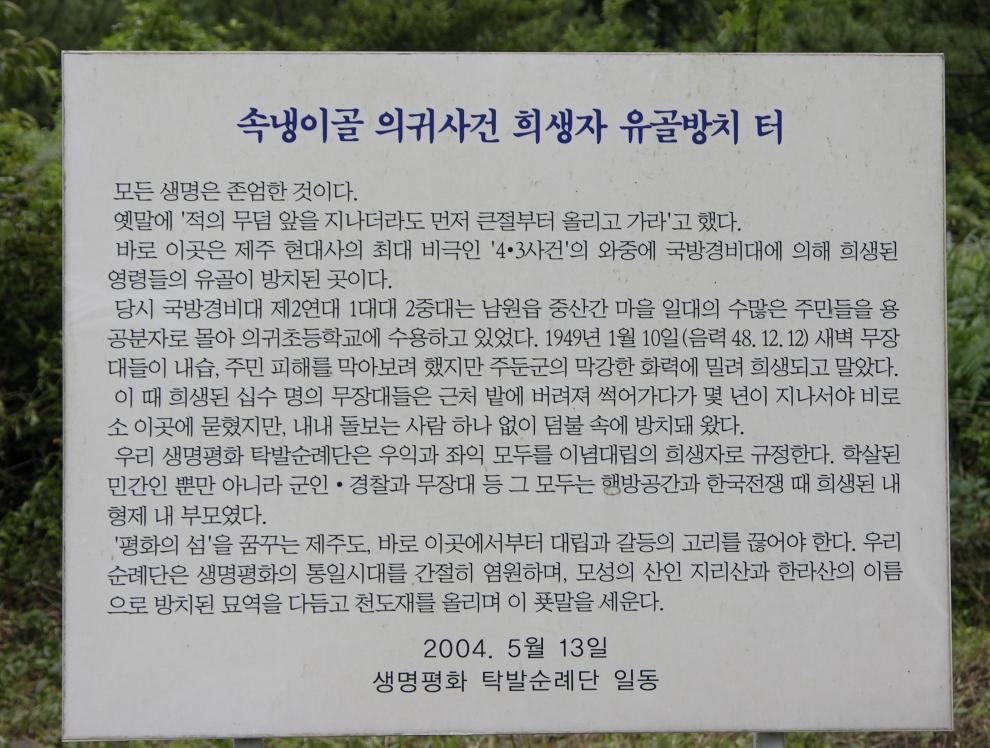 속냉이골 의귀사건 희생자 유골방치 터
모든 생명은 존엄한 것이다.
옛말에 '적의 무덤 앞을 지나더라도 먼저 큰절부터 올리고 가라'고 했다.
바로 이곳은 제주 현대사의 최대 비극인 '4•3사건'의 와중에 국방경비대에 의해 희생된
영령들의 유골이 방치된 곳이다.
당시 국방경비대 제2연대 1대대 2중대는 남원읍 중산간 마을 일대의 수많은 주민들을 용
공분자로 몰아 의귀초등학교에 수용하고 있었다. 1949년 1월 10일(음력 48. 12. 12) 새벽 무장
대들이 내습, 주민 피해를 막아보려 했지만 주둔군의 막강한 화력에 밀려 희생되고 말았다.
이 때 희생된 십수 명의 무장대들은 근처 밭에 버려져 썩어가다가 몇 년이 지나서야 비로
소 이곳에 묻혔지만, 내내 돌보는 사람 하나 없이 덤불 속에 방치돼 왔다.
우리 생명평화 탁발순례단은 우익과 좌익 모두를 이념대립의 희생자로 규정한다. 학살된
민간인 뿐만 아니라 군인•경찰과 무장대 등 그 모두는 해방공간과 한국전쟁 때 희생된 내
형제 내 부모였다.
'평화의 섬'을 꿈꾸는 제주도, 바로 이곳에서부터 대립과 갈등의 고리를 끊어야 한다. 우리
순례단은 생명평화의 통일시대를 간절히 염원하며, 모성의 산인 지리산과 한라산의 이름
으로 방치된 묘역을 다듬고 천도재를 올리며 이 푯말을 세운다.
2004. 5월 13일
생명평화 탁발순례단 일동